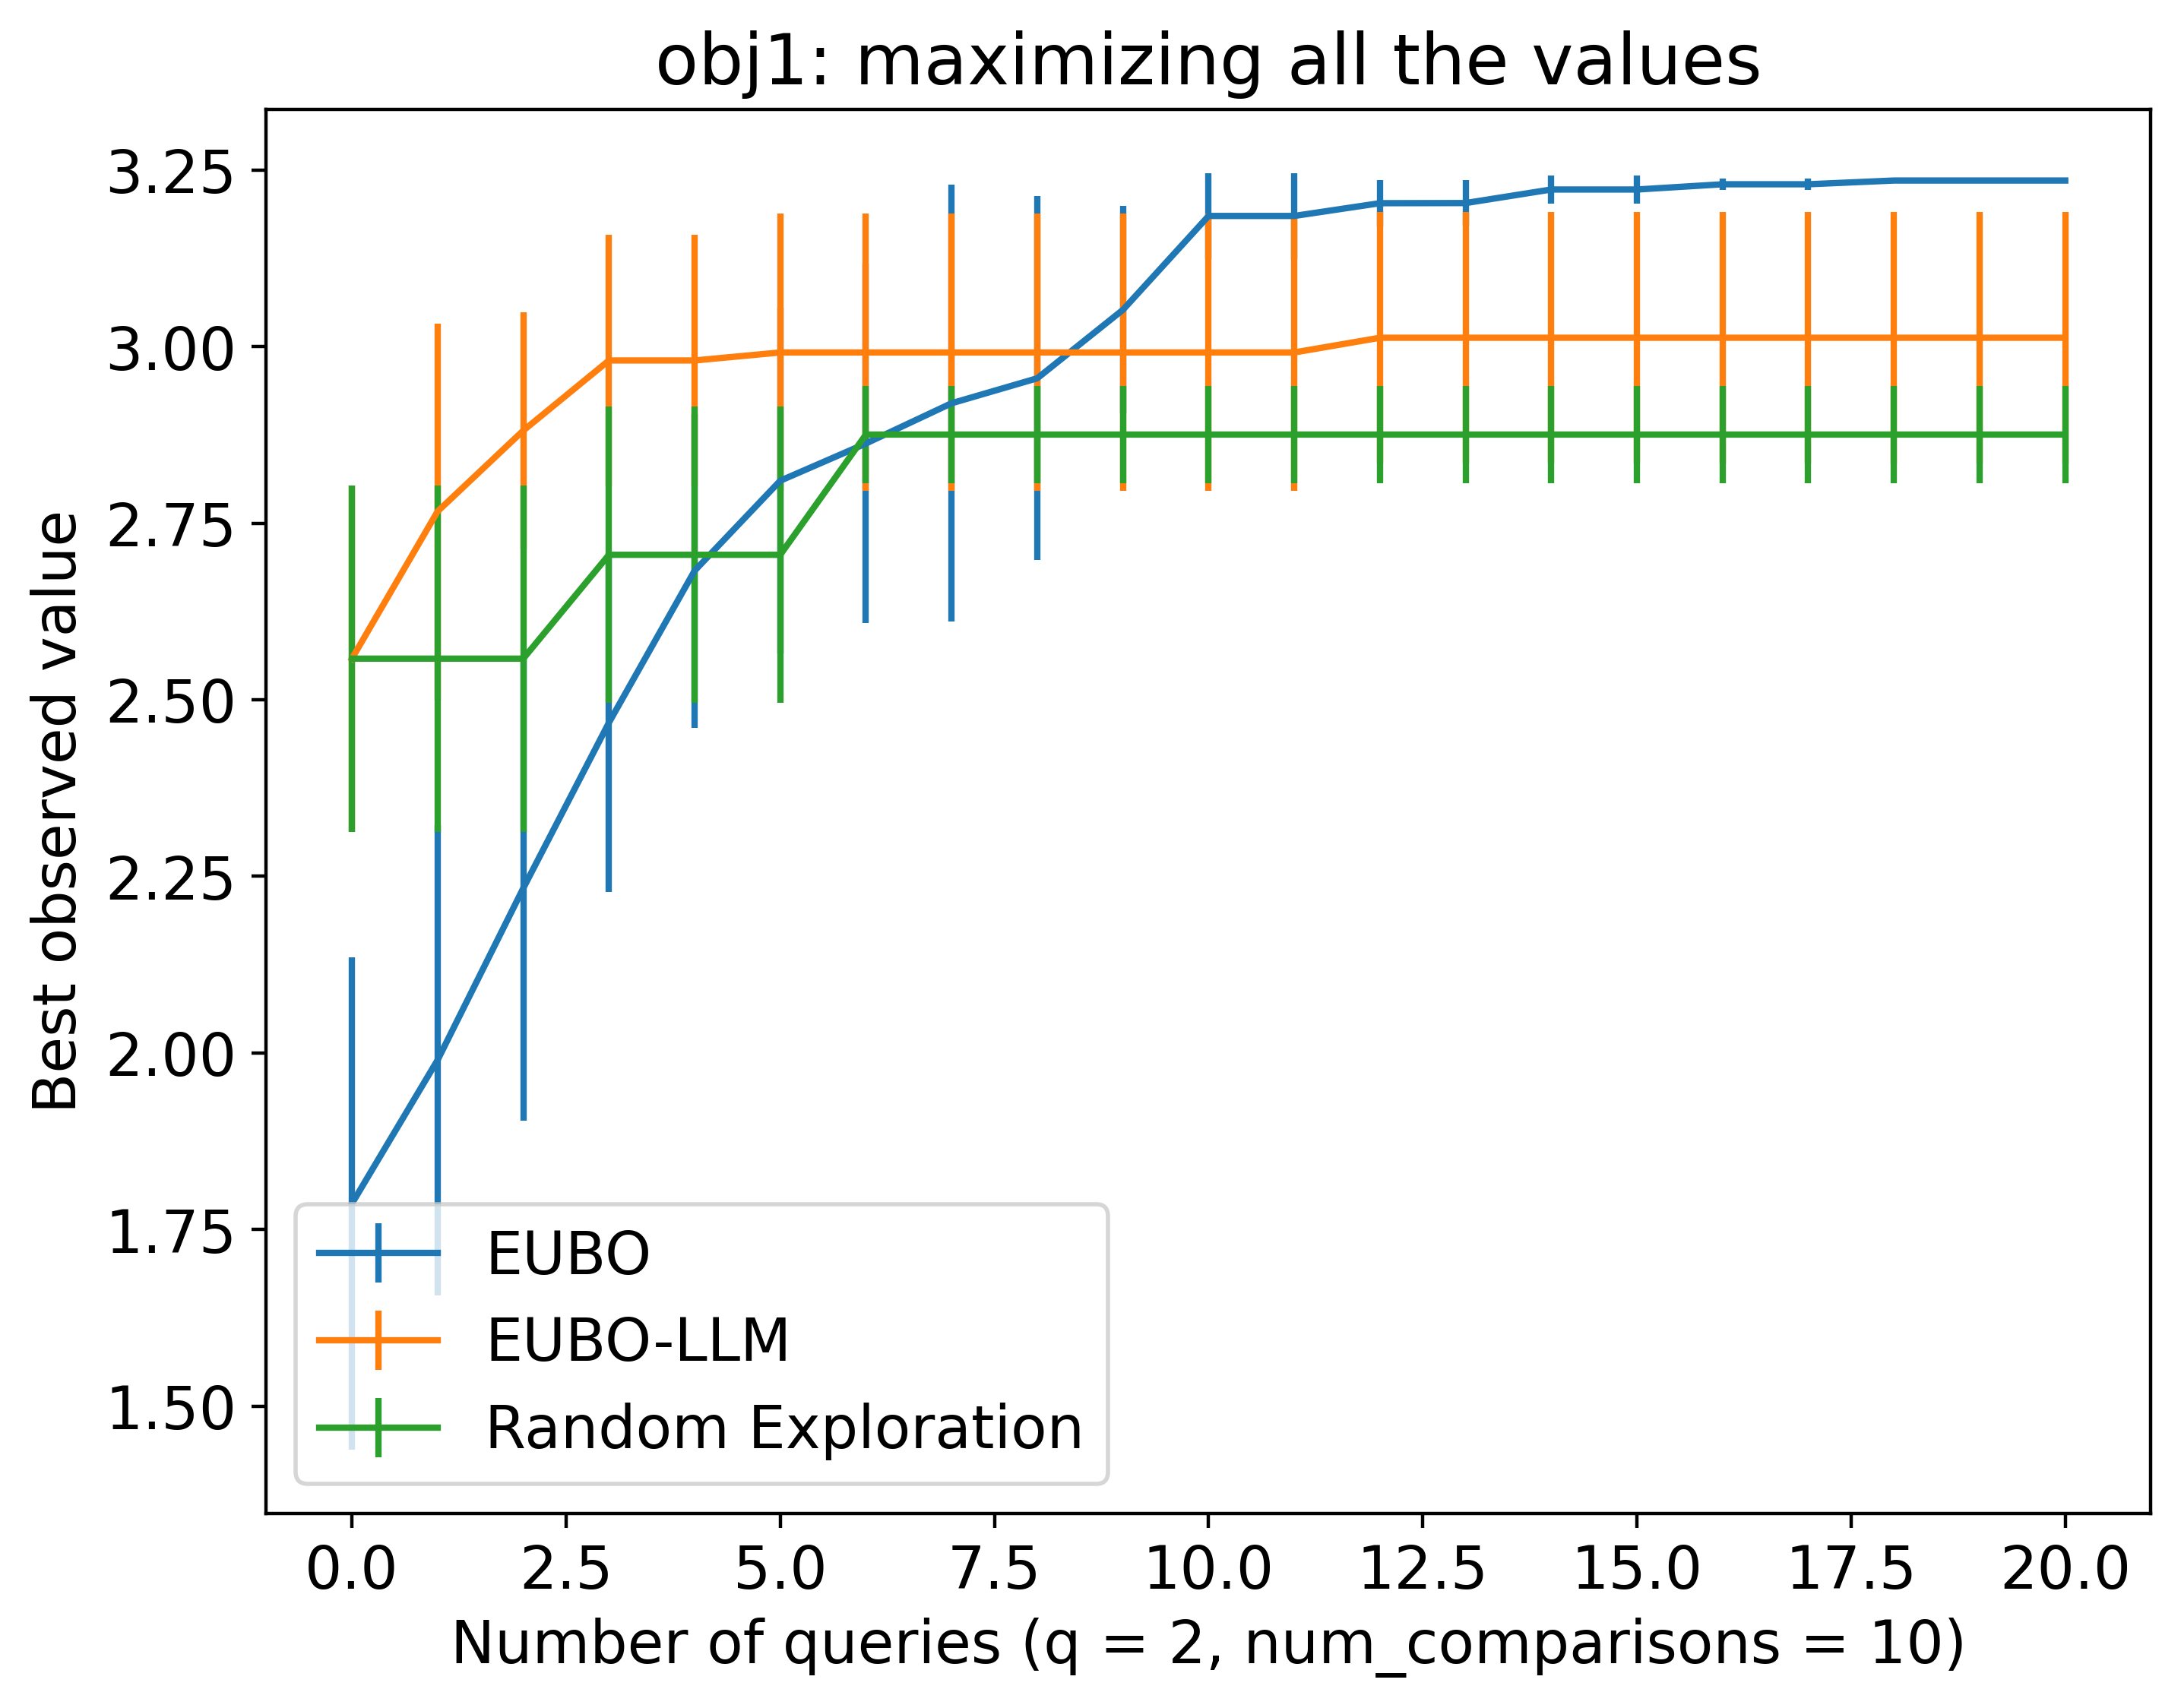 obj1: maximizing all the values
3.25
3.00
2.75
2.50
2.25
2.00
1.75
1.50
Best observed value
EUBO
EUBO-LLM
Random Exploration
0.0 2.5 5.0 7.5 10.0 12.5 15.0 17.5 20.0
Number of queries (q = 2, num_comparisons = 10)